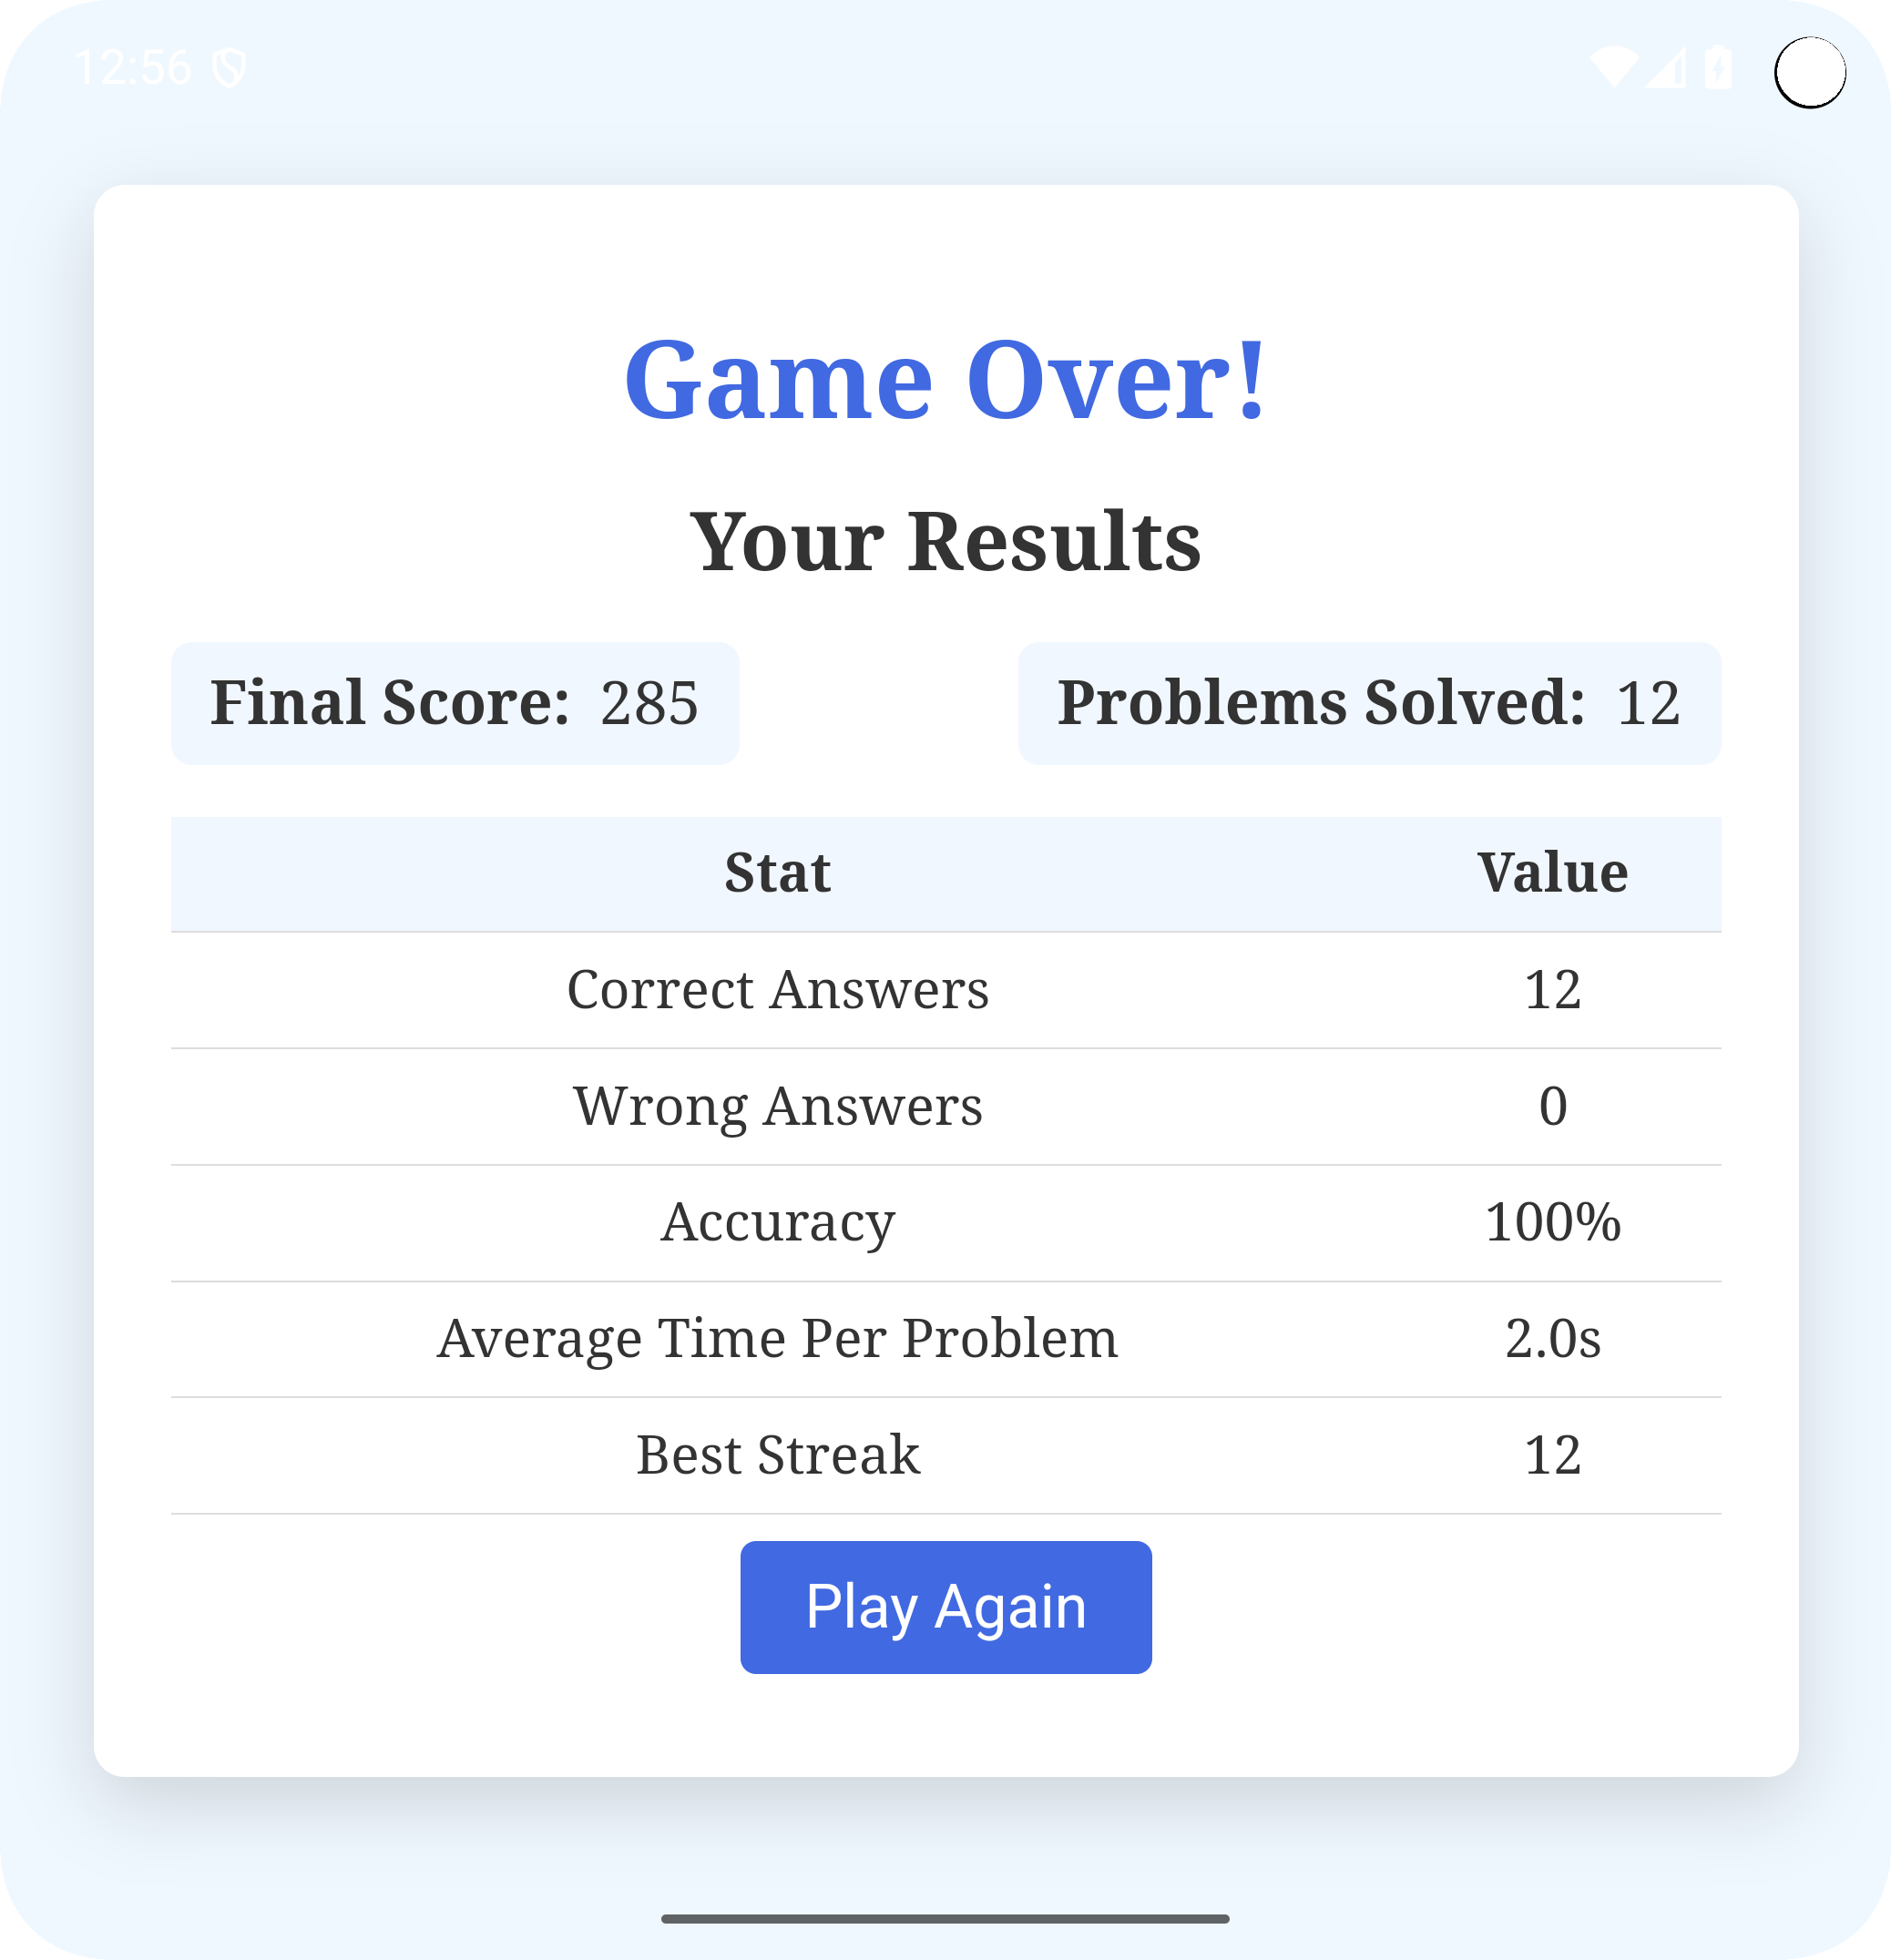 12:56
Game Over!
Your Results
Final Score: 285
Problems Solved: 12
Stat Value
Correct Answers 12
Wrong Answers 0
Accuracy 100%
Average Time Per Problem 2.0s
Best Streak 12
Play Again